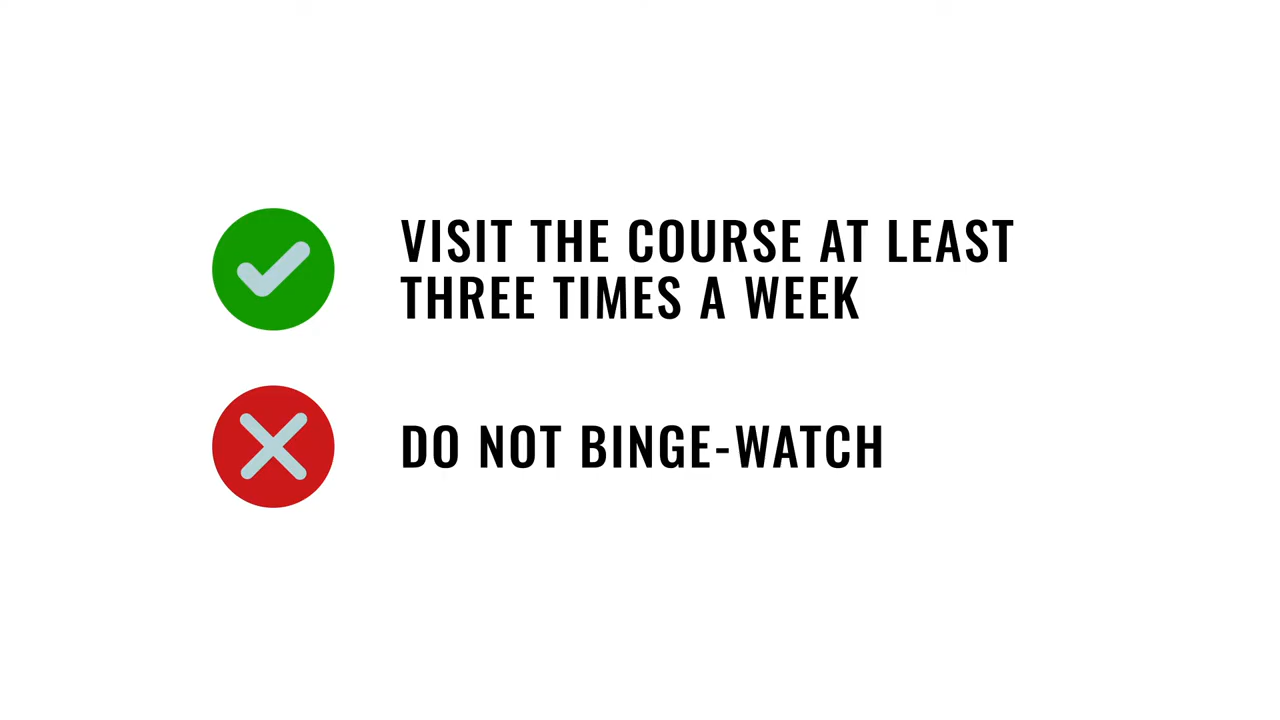 VISIT THE COURSE AT LEAST
THREE TIMES A WEEK
DO NOT BINGE-WATCH